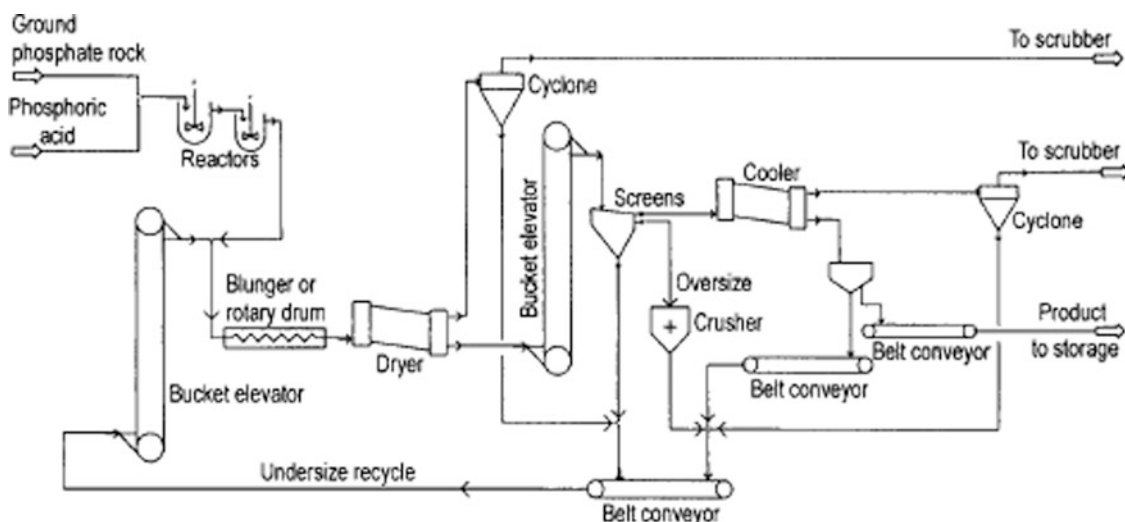 Ground
phosphate rock
Phosphoric
acid
Reactors
Cyclone
To scrubber
Bucket elevator
Screens
Cooler
To scrubber
Cyclone
Blunger or
rotary drum
Dryer
Bucket elevator
Oversize
Crusher
Belt conveyor
Product
to storage
Belt conveyor
Undersize recycle
Belt conveyor